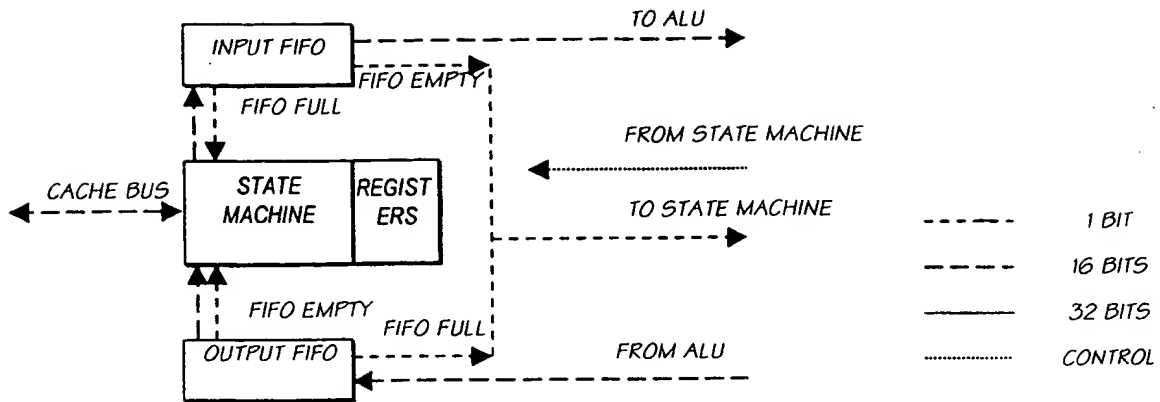 TO ALU
INPUT FIFO
FIFO EMPTY
FIFO FULL
FROM STATE MACHINE
CACHE BUS
STATE
MACHINE
REGIST
ERS
TO STATE MACHINE
1 BIT
16 BITS
FIFO EMPTY
FIFO FULL
32 BITS
OUTPUT FIFO
FROM ALU
CONTROL